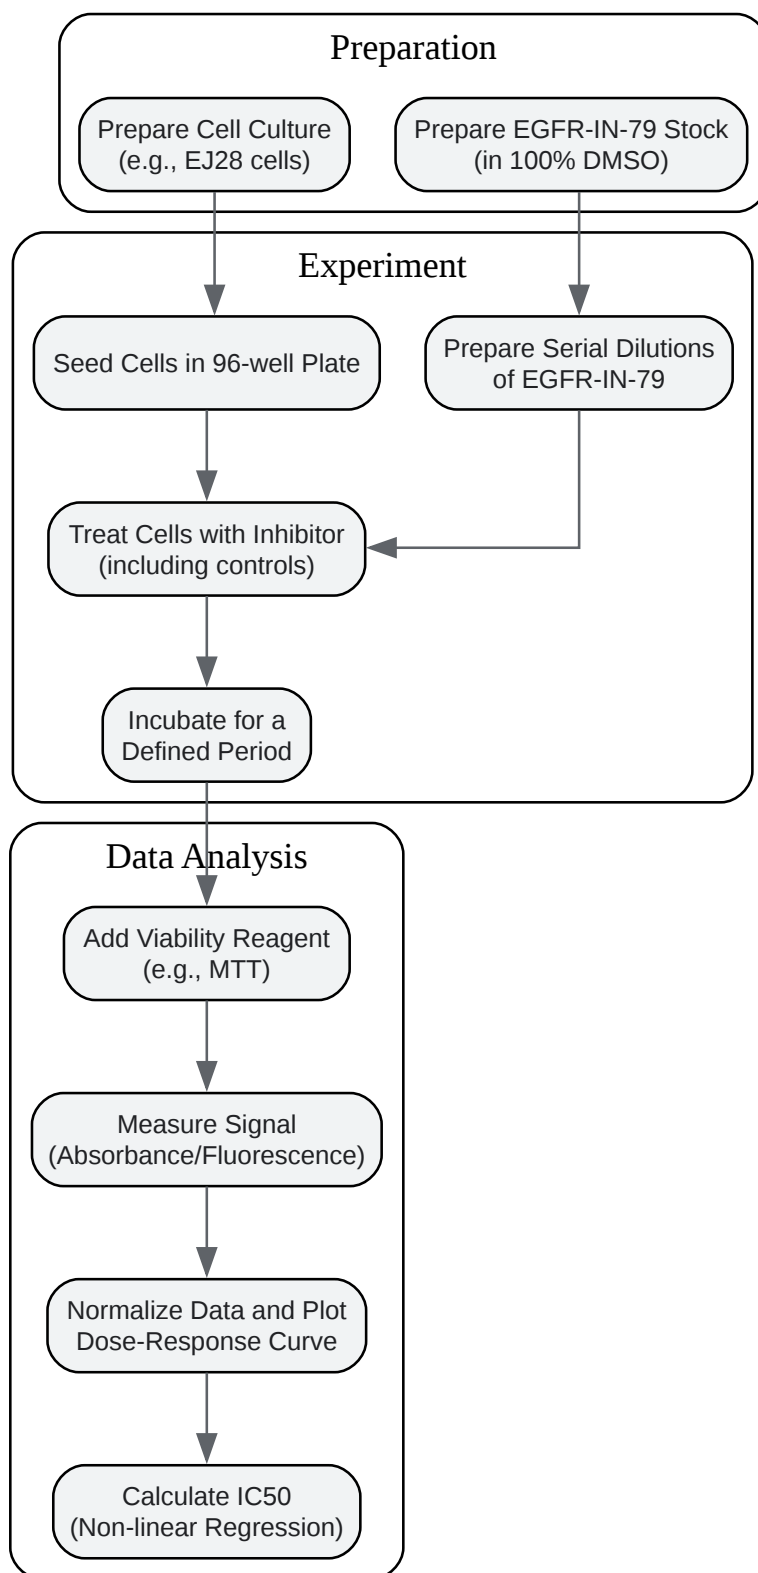 Preparation
Prepare Cell Culture
(e.g., EJ28 cells)
Prepare EGFR-IN-79 Stock
(in 100% DMSO)
Experiment
Seed Cells in 96-well Plate
Prepare Serial Dilutions
of EGFR-IN-79
Treat Cells with Inhibitor
(including controls)
Incubate for a
Defined Period
Data Analysis
Add Viability Reagent
(e.g., MTT)
Measure Signal
(Absorbance/Fluorescence)
Normalize Data and Plot
Dose-Response Curve
Calculate IC50
(Non-linear Regression)